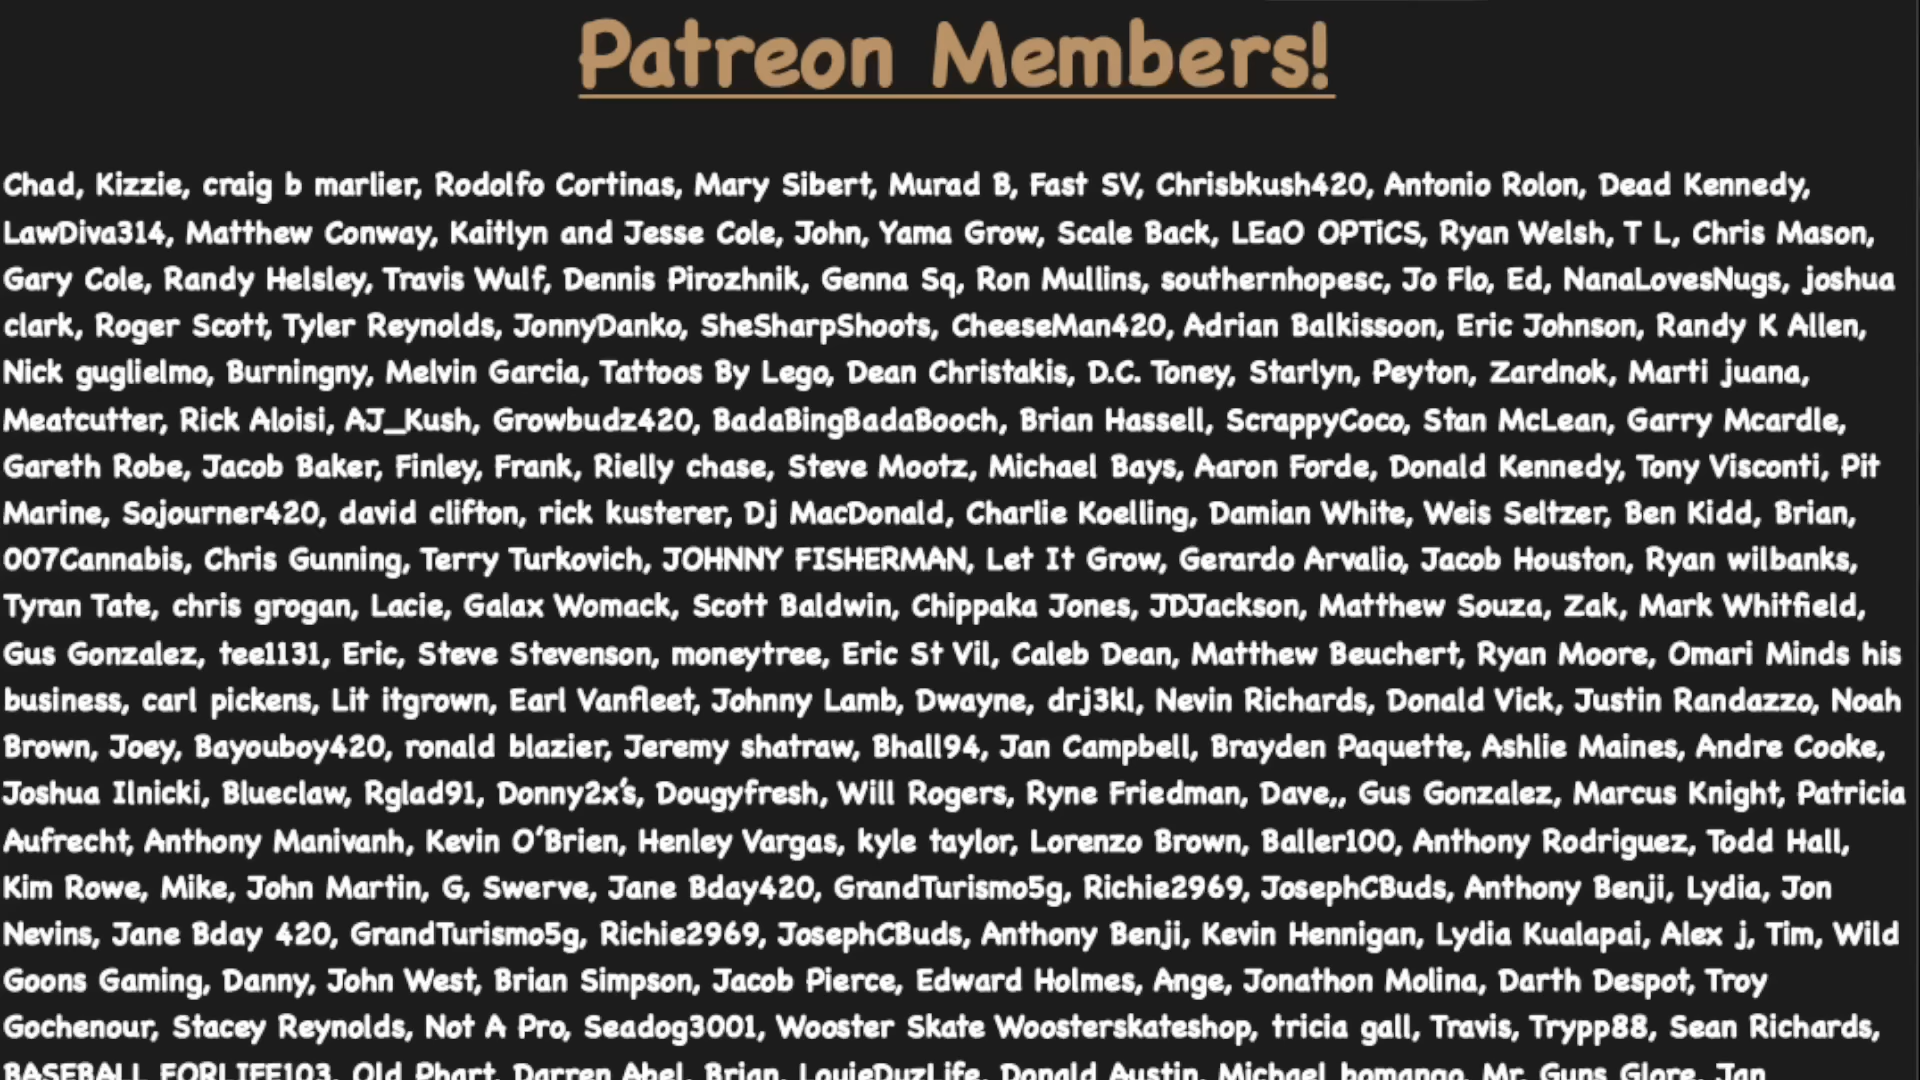 Patreon Members!
Chad, Kizzie, craig b marlier, Rodolfo Cortinas, Mary Sibert, Murad B, Fast SV, Chrisbkush420, Antonio Rolon, Dead Kennedy,
LawDiva314, Matthew Conway, Kaitlyn and Jesse Cole, John, Yama Grow, Scale Back, LEaO OPTiCS, Ryan Welsh, T L, Chris Mason,
Gary Cole, Randy Helsley, Travis Wulf, Dennis Pirozhnik, Genna Sq, Ron Mullins, southernhopesc, Jo Flo, Ed, NanaLovesNugs, joshua
clark, Roger Scott, Tyler Reynolds, JonnyDanko, SheSharpShoots, CheeseMan420, Adrian Balkissoon, Eric Johnson, Randy K Allen,
Nick guglielmo, Burningny, Melvin Garcia, Tattoos By Lego, Dean Christakis, D.C. Toney, Starlyn, Peyton, Zardnok, Marti juana,
Meatcutter, Rick Aloisi, AJ_Kush, Growbudz420, BadaBingBadaBooch, Brian Hassell, ScrappyCoco, Stan McLean, Garry Mcardle,
Gareth Robe, Jacob Baker, Finley, Frank, Rielly chase, Steve Mootz, Michael Bays, Aaron Forde, Donald Kennedy, Tony Visconti, Pit
Marine, Sojourner420, david clifton, rick kusterer, Dj MacDonald, Charlie Koelling, Damian White, Weis Seltzer, Ben Kidd, Brian,
007Cannabis, Chris Gunning, Terry Turkovich, JOHNNY FISHERMAN, Let It Grow, Gerardo Arvalio, Jacob Houston, Ryan wilbanks,
Tyran Tate, chris grogan, Lacie, Galax Womack, Scott Baldwin, Chippaka Jones, JDJackson, Matthew Souza, Zak, Mark Whitfield,
Gus Gonzalez, tee1131, Eric, Steve Stevenson, moneytree, Eric St Vil, Caleb Dean, Matthew Beuchert, Ryan Moore, Omari Minds his
business, carl pickens, Lit itgrown, Earl Vanfleet, Johnny Lamb, Dwayne, drj3kl, Nevin Richards, Donald Vick, Justin Randazzo, Noah
Brown, Joey, Bayouboy420, ronald blazier, Jeremy shatraw, Bhall94, Jan Campbell, Brayden Paquette, Ashlie Maines, Andre Cooke,
Joshua Ilnicki, Blueclaw, Rglad91, Donny2x's, Dougyfresh, Will Rogers, Ryne Friedman, Dave,, Gus Gonzalez, Marcus Knight, Patricia
Aufrecht, Anthony Manivanh, Kevin O'Brien, Henley Vargas, kyle taylor, Lorenzo Brown, Baller100, Anthony Rodriguez, Todd Hall,
Kim Rowe, Mike, John Martin, G, Swerve, Jane Bday420, GrandTurismo5g, Richie2969, JosephCBuds, Anthony Benji, Lydia, Jon
Nevins, Jane Bday 420, GrandTurismo5g, Richie2969, JosephCBuds, Anthony Benji, Kevin Hennigan, Lydia Kualapai, Alex j, Tim, Wild
Goons Gaming, Danny, John West, Brian Simpson, Jacob Pierce, Edward Holmes, Ange, Jonathon Molina, Darth Despot, Troy
Gochenour, Stacey Reynolds, Not A Pro, Seadog3001, Wooster Skate Woosterskateshop, tricia gall, Travis, Trypp88, Sean Richards,
BASEBALL FORLIFE103, Old Phart, Darren Abel, Brian, LouieDuzLife, Donald Austin, Michael bomango, Mr. Guns Glore, Jan